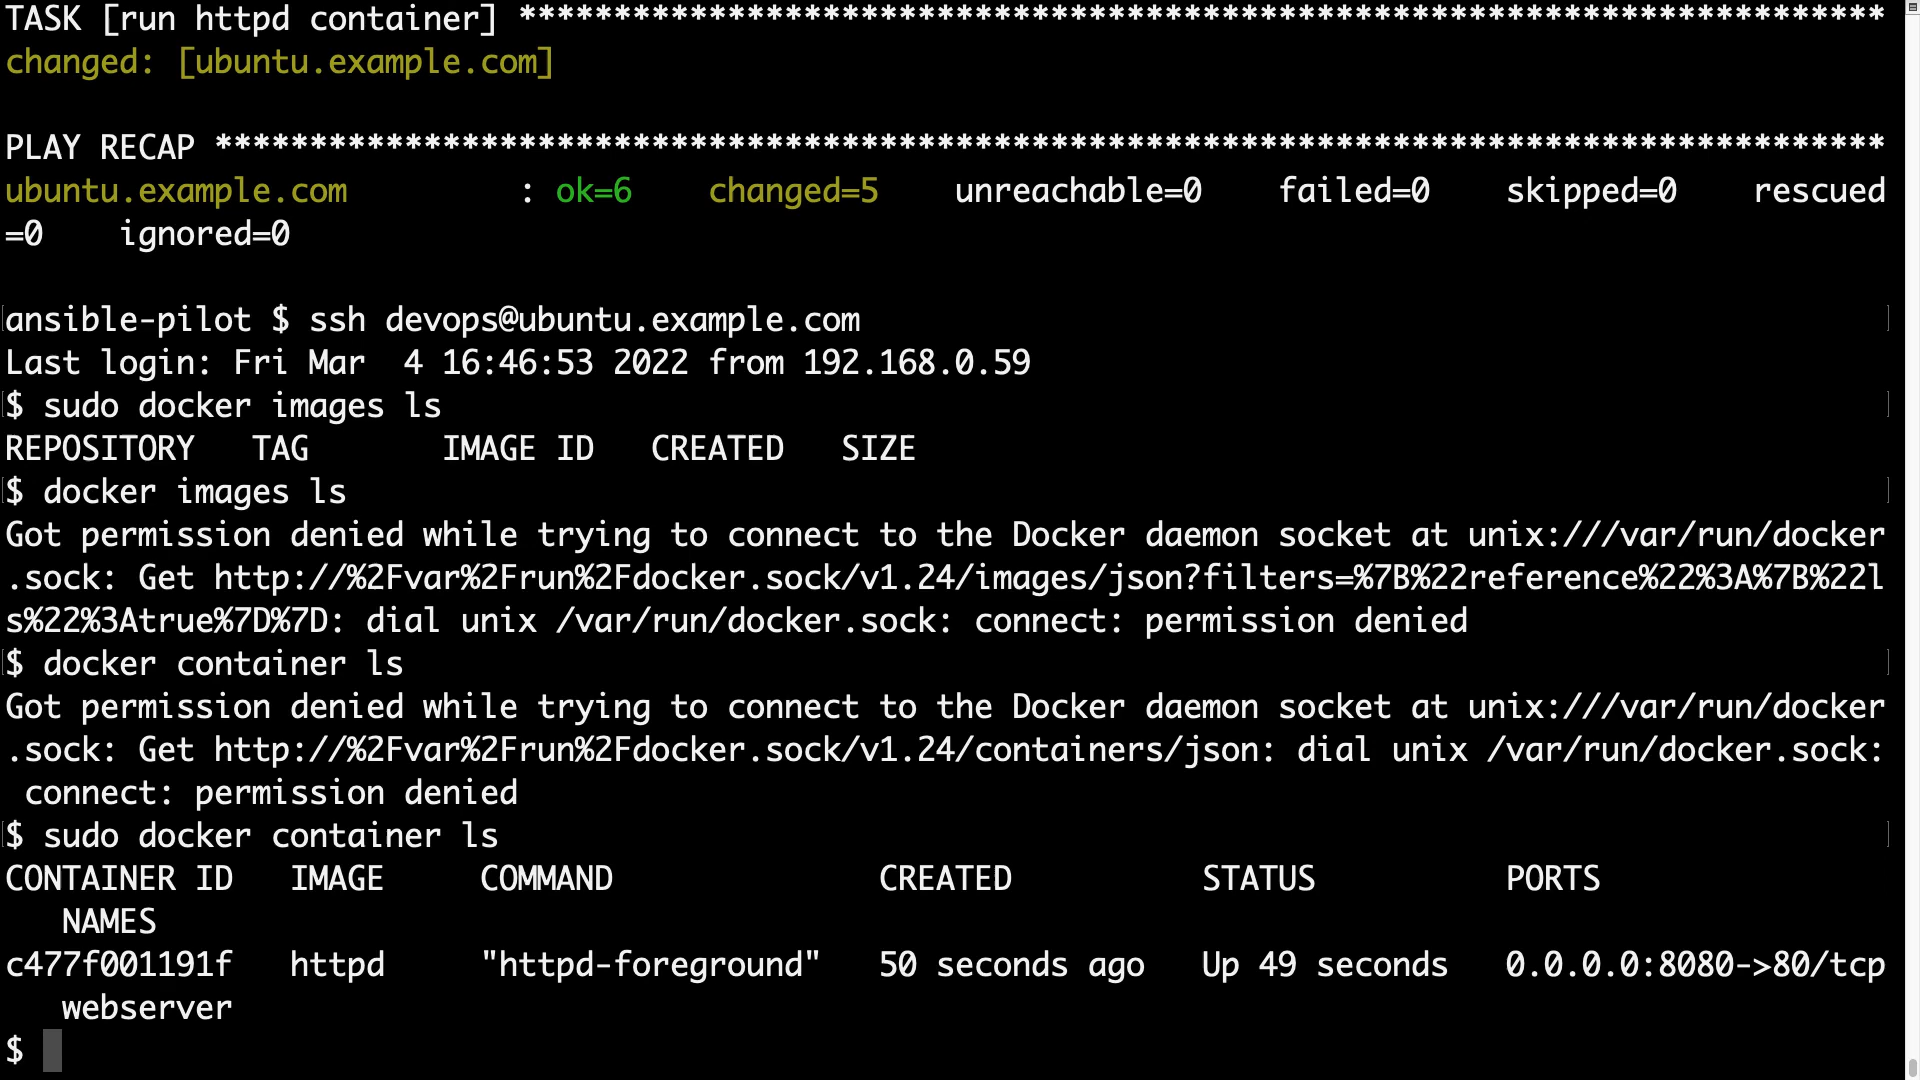 TASK [run httpd container] ************************************************************************
changed: [ubuntu.example.com]
PLAY RECAP ****************************************************************************************
ubuntu.example.com         : ok=6    changed=5    unreachable=0    failed=0    skipped=0    rescued
=0    ignored=0
ansible-pilot $ ssh devops@ubuntu.example.com
Last login: Fri Mar  4 16:46:53 2022 from 192.168.0.59
$ sudo docker images ls
REPOSITORY   TAG       IMAGE ID   CREATED   SIZE
$ docker images ls
Got permission denied while trying to connect to the Docker daemon socket at unix:///var/run/docker
.sock: Get http://%2Fvar%2Frun%2Fdocker.sock/v1.24/images/json?filters=%7B%22reference%22%3A%7B%22l
s%22%3Atrue%7D%7D: dial unix /var/run/docker.sock: connect: permission denied
$ docker container ls
Got permission denied while trying to connect to the Docker daemon socket at unix:///var/run/docker
.sock: Get http://%2Fvar%2Frun%2Fdocker.sock/v1.24/containers/json: dial unix /var/run/docker.sock:
 connect: permission denied
$ sudo docker container ls
CONTAINER ID   IMAGE     COMMAND              CREATED          STATUS          PORTS
   NAMES
c477f001191f   httpd     "httpd-foreground"   50 seconds ago   Up 49 seconds   0.0.0.0:8080->80/tcp
   webserver
$